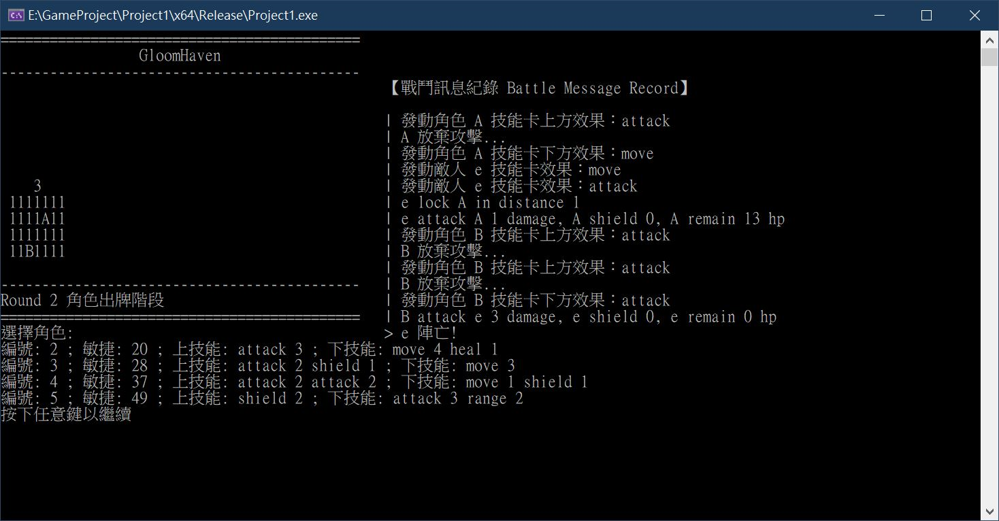 E:\GameProject\Project1\x64\Release\Project1.exe
============================================
GloomHaven
--------------------------------------------
3
1111111
1111A11
1111111
11B1111
--------------------------------------------
Round 2 角色出牌階段
============================================
【戰鬥訊息紀錄 Battle Message Record】
| 發動角色 A 技能卡上方效果：attack
| A 放棄攻擊...
| 發動角色 A 技能卡下方效果：move
| 發動敵人 e 技能卡效果：move
| 發動敵人 e 技能卡效果：attack
| e lock A in distance 1
| e attack A 1 damage, A shield 0, A remain 13 hp
| 發動角色 B 技能卡上方效果：attack
| B 放棄攻擊...
| 發動角色 B 技能卡上方效果：attack
| B 放棄攻擊...
| 發動角色 B 技能卡下方效果：attack
| B attack e 3 damage, e shield 0, e remain 0 hp
> e 陣亡!
選擇角色:
編號: 2 ; 敏捷: 20 ; 上技能: attack 3 ; 下技能: move 4 heal 1
編號: 3 ; 敏捷: 28 ; 上技能: attack 2 shield 1 ; 下技能: move 3
編號: 4 ; 敏捷: 37 ; 上技能: attack 2 attack 2 ; 下技能: move 1 shield 1
編號: 5 ; 敏捷: 49 ; 上技能: shield 2 ; 下技能: attack 3 range 2
按下任意鍵以繼續